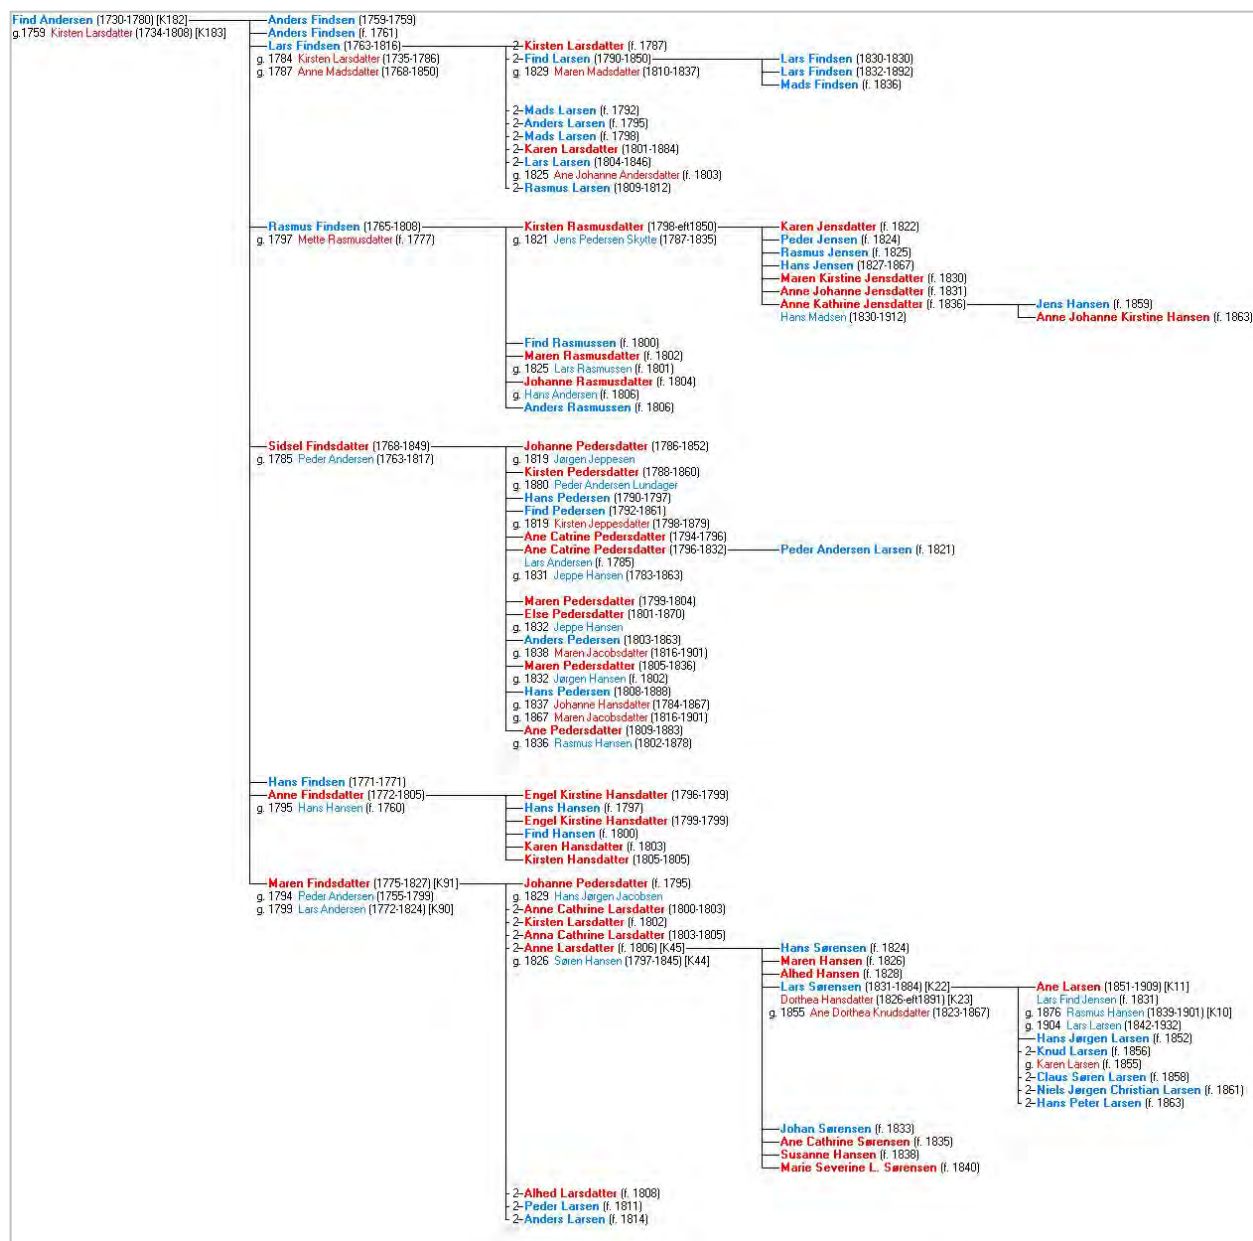 Find Andersen (1730-1780) [K182]
g.1759 Kirsten Larsdatter (1734-1808) [K183]
Anders Findsen (1759-1759)
Anders Findsen (f. 1761)
Lars Findsen (1763-1816)
g. 1784 Kirsten Larsdatter (1735-1786)
g. 1787 Anne Madsdatter (1768-1850)
2-Kirsten Larsdatter (f. 1787)
2-Find Larsen (1790-1850)
g. 1829 Maren Madsdatter (1810-1837)
Lars Findsen (1830-1830)
Lars Findsen (1832-1892)
Mads Findsen (f. 1836)
2-Mads Larsen (f. 1792)
2-Anders Larsen (f. 1795)
2-Mads Larsen (f. 1798)
2-Karen Larsdatter (1801-1884)
2-Lars Larsen (1804-1846)
g. 1825 Ane Johanne Andersdatter (f. 1803)
2-Rasmus Larsen (1809-1812)
Rasmus Findsen (1765-1808)
g. 1797 Mette Rasmusdatter (f. 1777)
Kirsten Rasmusdatter (1798-eft1850)
g. 1821 Jens Pedersen Skytte (1787-1835)
Karen Jensdatter (f. 1822)
Peder Jensen (f. 1824)
Rasmus Jensen (f. 1825)
Hans Jensen (1827-1867)
Maren Kirstine Jensdatter (f. 1830)
Anne Johanne Jensdatter (f. 1831)
Anne Kathrine Jensdatter (f. 1836)
Hans Madsen (1830-1912)
Jens Hansen (f. 1859)
Anne Johanne Kirstine Hansen (f. 1863)
Find Rasmussen (f. 1800)
Maren Rasmusdatter (f. 1802)
g. 1825 Lars Rasmussen (f. 1801)
Johanne Rasmusdatter (f. 1804)
g. Hans Andersen (f. 1806)
Anders Rasmussen (f. 1806)
Sidsel Findsdatter (1768-1849)
g. 1785 Peder Andersen (1763-1817)
Johanne Pedersdatter (1786-1852)
g. 1819 Jørgen Jeppesen
Kirsten Pedersdatter (1788-1860)
g. 1880 Peder Andersen Lundager
Hans Pedersen (1790-1797)
Find Pedersen (1792-1861)
g. 1819 Kirsten Jeppesdatter (1798-1879)
Ane Catrine Pedersdatter (1794-1796)
Ane Catrine Pedersdatter (1796-1832)
Lars Andersen (f. 1785)
g. 1831 Jeppe Hansen (1783-1863)
Peder Andersen Larsen (f. 1821)
Maren Pedersdatter (1799-1804)
Else Pedersdatter (1801-1870)
g. 1832 Jeppe Hansen
Anders Pedersen (1803-1863)
g. 1838 Maren Jacobsdatter (1816-1901)
Maren Pedersdatter (1805-1836)
g. 1832 Jørgen Hansen (f. 1802)
Hans Pedersen (1808-1888)
g. 1837 Johanne Hansdatter (1784-1867)
g. 1867 Maren Jacobsdatter (1816-1901)
Ane Pedersdatter (1809-1883)
g. 1836 Rasmus Hansen (1802-1878)
Hans Findsen (1771-1771)
Anne Findsdatter (1772-1805)
g. 1795 Hans Hansen (f. 1760)
Engel Kirstine Hansdatter (1796-1799)
Hans Hansen (f. 1797)
Engel Kirstine Hansdatter (1799-1799)
Find Hansen (f. 1800)
Karen Hansdatter (f. 1803)
Kirsten Hansdatter (1805-1805)
Maren Findsdatter (1775-1827) [K91]
g. 1794 Peder Andersen (1755-1799)
g. 1799 Lars Andersen (1772-1824) [K90]
Johanne Pedersdatter (f. 1795)
g. 1829 Hans Jørgen Jacobsen
2-Anne Cathrine Larsdatter (1800-1803)
2-Kirsten Larsdatter (f. 1802)
2-Anna Cathrine Larsdatter (1803-1805)
2-Anne Larsdatter (f. 1806) [K45]
g. 1826 Søren Hansen (1797-1845) [K44]
Hans Sørensen (f. 1824)
Maren Hansen (f. 1826)
Alhed Hansen (f. 1828)
Lars Sørensen (1831-1884) [K22]
Dorthea Hansdatter (1826-eft1891) [K23]
g. 1855 Ane Dorthea Knudsdatter (1823-1867)
Ane Larsen (1851-1909) [K11]
Lars Find Jensen (f. 1831)
g. 1876 Rasmus Hansen (1839-1901) [K10]
g. 1904 Lars Larsen (1842-1932)
Hans Jørgen Larsen (f. 1852)
2-Knud Larsen (f. 1856)
g. Karen Larsen (f. 1855)
2-Claus Søren Larsen (f. 1858)
2-Niels Jørgen Christian Larsen (f. 1861)
2-Hans Peter Larsen (f. 1863)
Johan Sørensen (f. 1833)
Ane Cathrine Sørensen (f. 1835)
Susanne Hansen (f. 1838)
Marie Severine L. Sørensen (f. 1840)
2-Alhed Larsdatter (f. 1808)
2-Peder Larsen (f. 1811)
2-Anders Larsen (f. 1814)